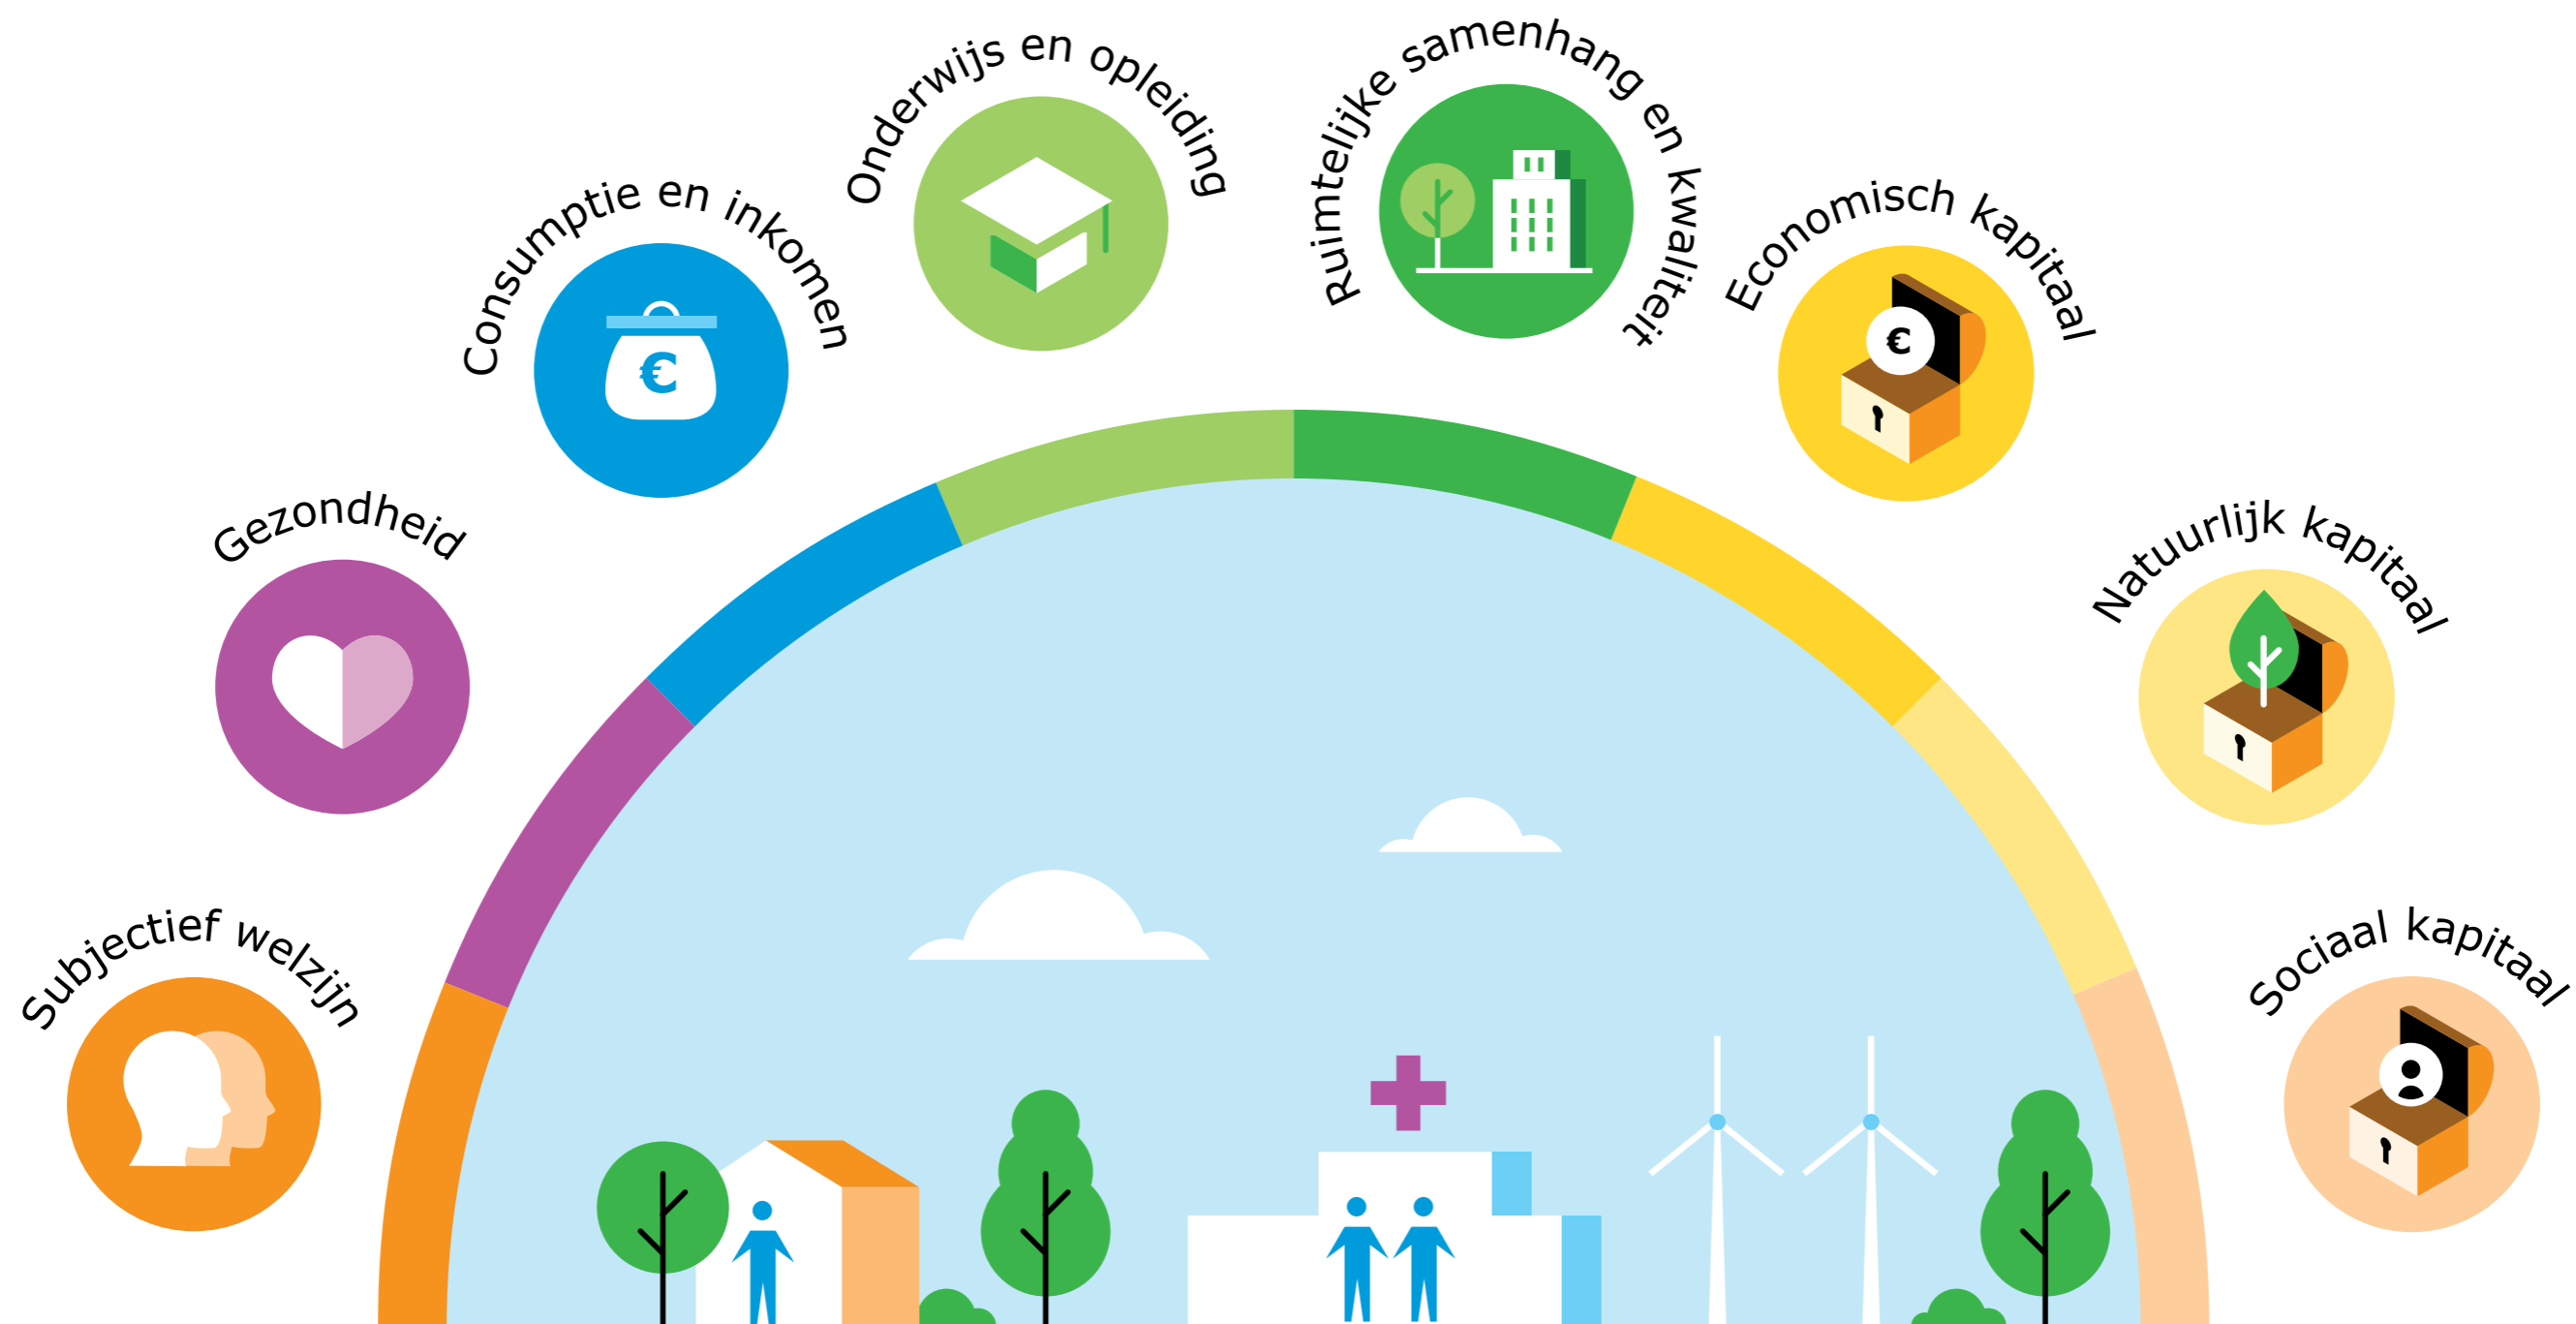 Subjectief welzijn
Gezondheid
Consumptie en inkomen
€
Onderwijs en opleiding
Ruimtelijke samenhang en kwaliteit
Economisch kapitaal
€
Natuurlijk kapitaal
Sociaal kapitaal